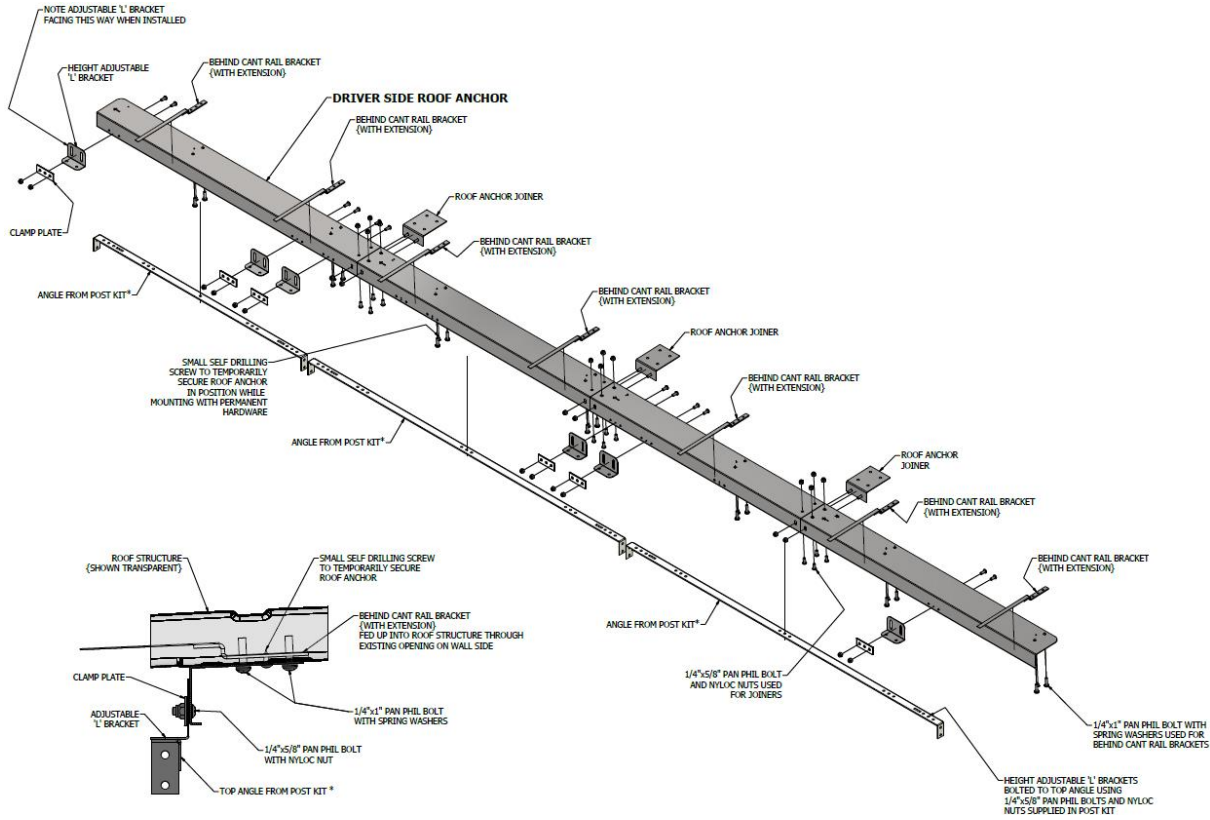 NOTE ADJUSTABLE 'L' BRACKET
FACING THIS WAY WHEN INSTALLED
HEIGHT ADJUSTABLE
'L' BRACKET
BEHIND CANT RAIL BRACKET
{WITH EXTENSION}
DRIVER SIDE ROOF ANCHOR
BEHIND CANT RAIL BRACKET
{WITH EXTENSION}
ROOF ANCHOR JOINER
CLAMP PLATE
BEHIND CANT RAIL BRACKET
{WITH EXTENSION}
ANGLE FROM POST KIT*
BEHIND CANT RAIL BRACKET
{WITH EXTENSION}
ROOF ANCHOR JOINER
SMALL SELF DRILLING
SCREW TO TEMPORARILY
SECURE ROOF ANCHOR
IN POSITION WHILE
MOUNTING WITH PERMANENT
HARDWARE
BEHIND CANT RAIL BRACKET
{WITH EXTENSION}
ANGLE FROM POST KIT*
ROOF ANCHOR
JOINER
BEHIND CANT RAIL BRACKET
{WITH EXTENSION}
BEHIND CANT RAIL BRACKET
{WITH EXTENSION}
ROOF STRUCTURE
{SHOWN TRANSPARENT}
SMALL SELF DRILLING SCREW
TO TEMPORARILY SECURE
ROOF ANCHOR
BEHIND CANT RAIL BRACKET
{WITH EXTENSION}
FED UP INTO ROOF STRUCTURE THROUGH
EXISTING OPENING ON WALL SIDE
ANGLE FROM POST KIT*
CLAMP PLATE
1/4"x5/8" PAN PHIL BOLT
AND NYLOC NUTS USED
FOR JOINERS
1/4"x1" PAN PHIL BOLT
WITH SPRING WASHERS
ADJUSTABLE
'L' BRACKET
1/4"x1" PAN PHIL BOLT WITH
SPRING WASHERS USED FOR
BEHIND CANT RAIL BRACKETS
1/4"x5/8" PAN PHIL BOLT
WITH NYLOC NUT
TOP ANGLE FROM POST KIT *
HEIGHT ADJUSTABLE 'L' BRACKETS
BOLTED TO TOP ANGLE USING
1/4"x5/8" PAN PHIL BOLTS AND NYLOC
NUTS SUPPLIED IN POST KIT